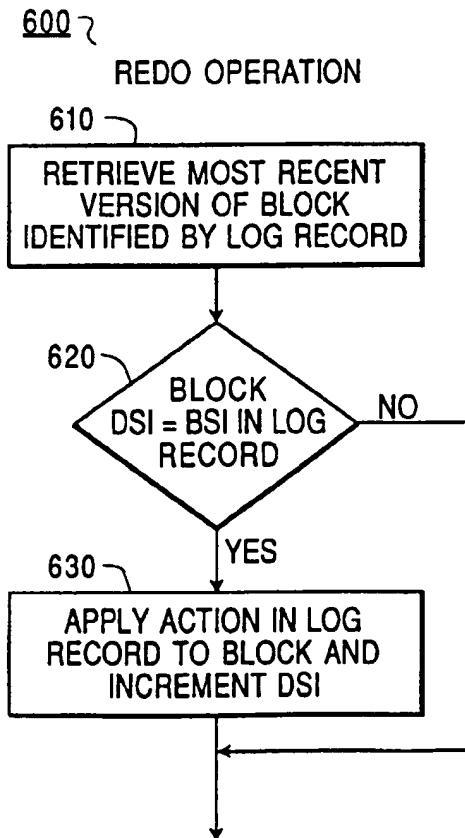 600
REDO OPERATION
610
RETRIEVE MOST RECENT
VERSION OF BLOCK
IDENTIFIED BY LOG RECORD
620
BLOCK
DSI = BSI IN LOG
RECORD
NO
YES
630
APPLY ACTION IN LOG
RECORD TO BLOCK AND
INCREMENT DSI